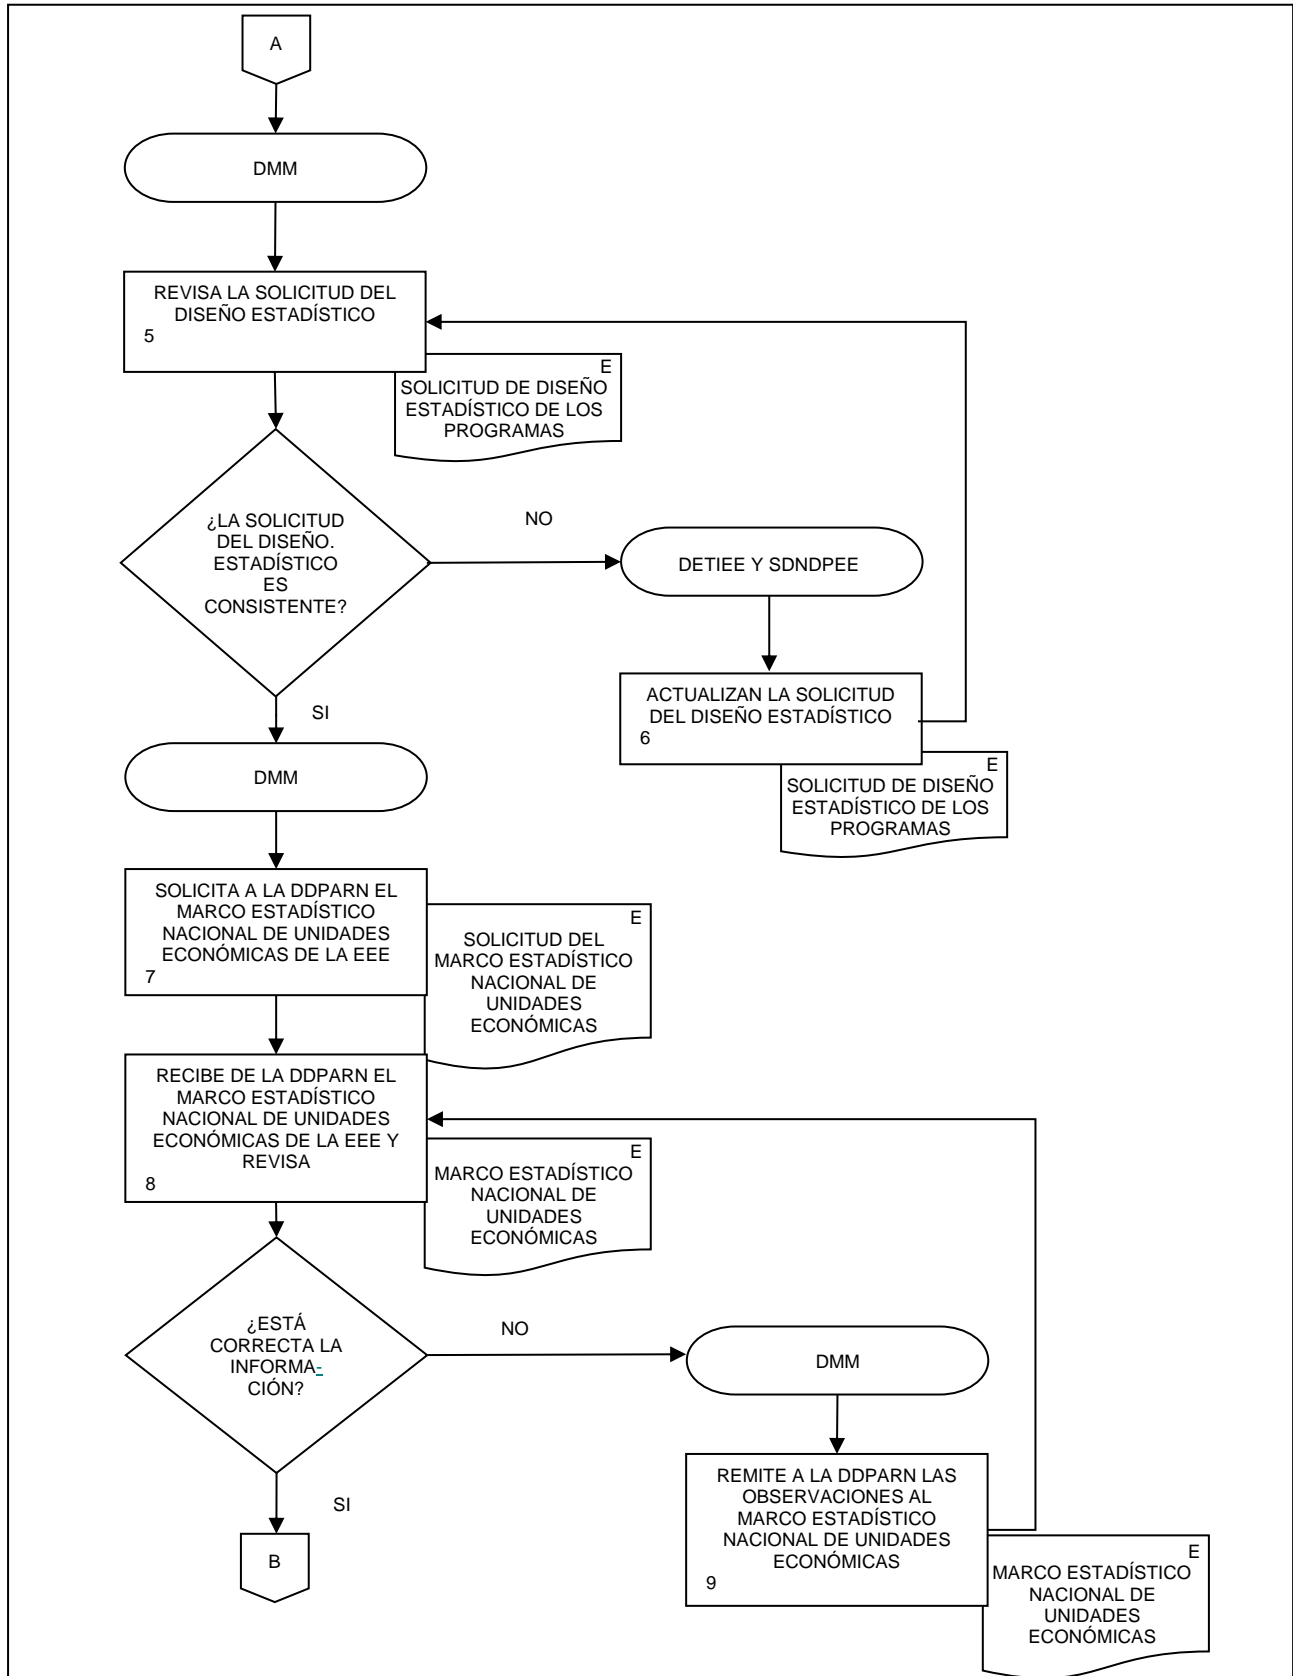 A
DMM
REVISA LA SOLICITUD DEL
DISEÑO ESTADÍSTICO
5
E
SOLICITUD DE DISEÑO
ESTADÍSTICO DE LOS
PROGRAMAS
¿LA SOLICITUD
DEL DISEÑO.
ESTADÍSTICO
ES
CONSISTENTE?
NO
DETIEE Y SDNDPEE
ACTUALIZAN LA SOLICITUD
DEL DISEÑO ESTADÍSTICO
6
E
SOLICITUD DE DISEÑO
ESTADÍSTICO DE LOS
PROGRAMAS
SI
DMM
SOLICITA A LA DDPARN EL
MARCO ESTADÍSTICO
NACIONAL DE UNIDADES
ECONÓMICAS DE LA EEE
7
E
SOLICITUD DEL
MARCO ESTADÍSTICO
NACIONAL DE
UNIDADES
ECONÓMICAS
RECIBE DE LA DDPARN EL
MARCO ESTADÍSTICO
NACIONAL DE UNIDADES
ECONÓMICAS DE LA EEE Y
REVISA
8
E
MARCO ESTADÍSTICO
NACIONAL DE
UNIDADES
ECONÓMICAS
¿ESTÁ
CORRECTA LA
INFORMA-
CIÓN?
NO
DMM
REMITE A LA DDPARN LAS
OBSERVACIONES AL
MARCO ESTADÍSTICO
NACIONAL DE UNIDADES
ECONÓMICAS
9
E
MARCO ESTADÍSTICO
NACIONAL DE
UNIDADES
ECONÓMICAS
SI
B